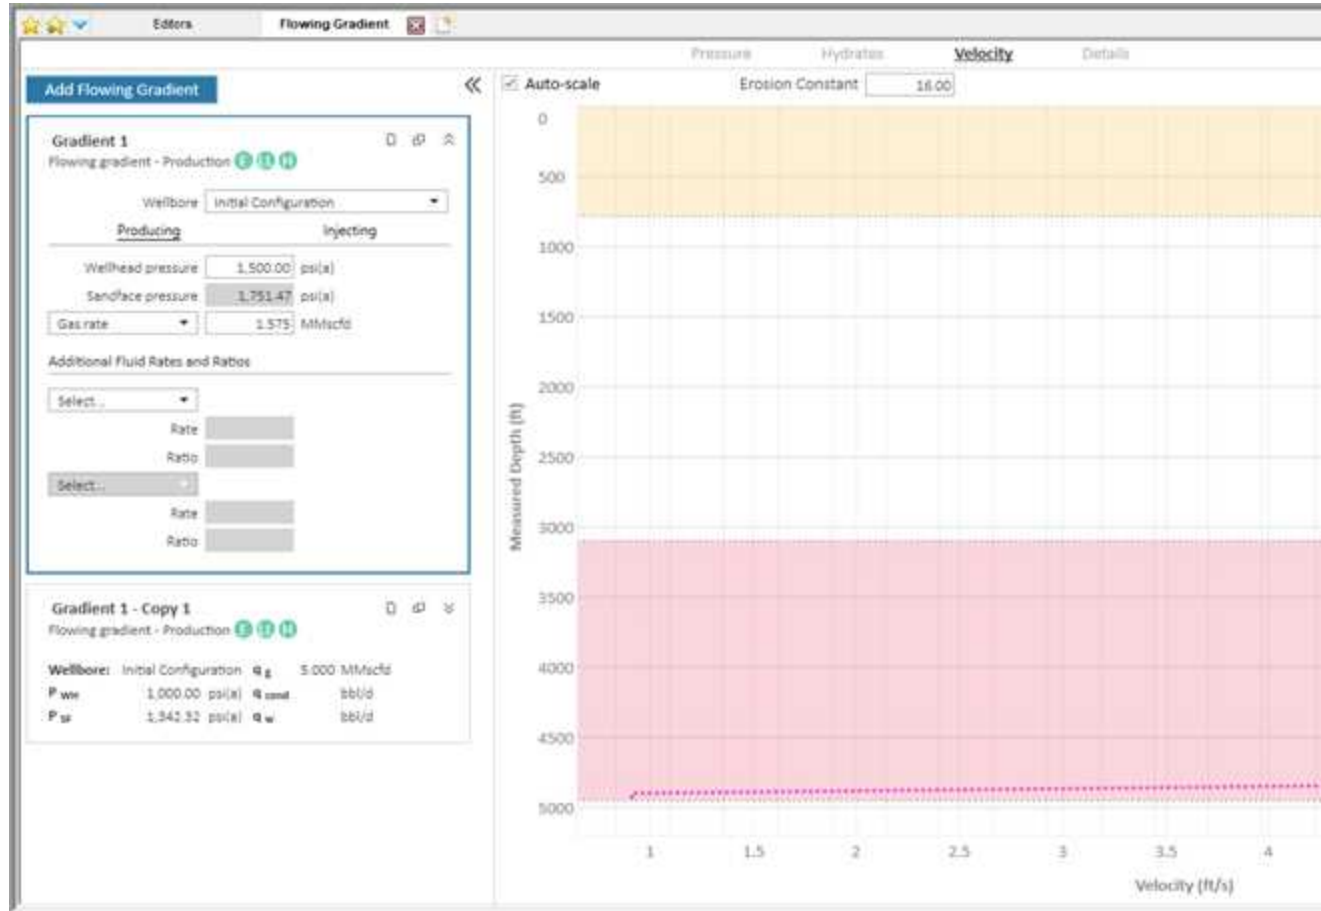 Editors Flowing Gradient
Pressure Hydrates Velocity Details
Add Flowing Gradient
Auto-scale Erosion Constant 16.00
Gradient 1
Flowing gradient - Production
Wellbore Initial Configuration
Producing Injecting
Wellhead pressure 1,500.00 psi(a)
Sandface pressure 1,751.47 psi(a)
Gas rate 1.575 MMscfd
Additional Fluid Rates and Ratios
Select...
Rate
Ratio
Select...
Rate
Ratio
Gradient 1 - Copy 1
Flowing gradient - Production
Wellbore: Initial Configuration q g 5.000 MMscfd
P WH 1,000.00 psi(a) q cond bbl/d
P SF 1,342.32 psi(a) q w bbl/d
Measured Depth (ft)
0
500
1000
1500
2000
2500
3000
3500
4000
4500
5000
1 1.5 2 2.5 3 3.5 4
Velocity (ft/s)